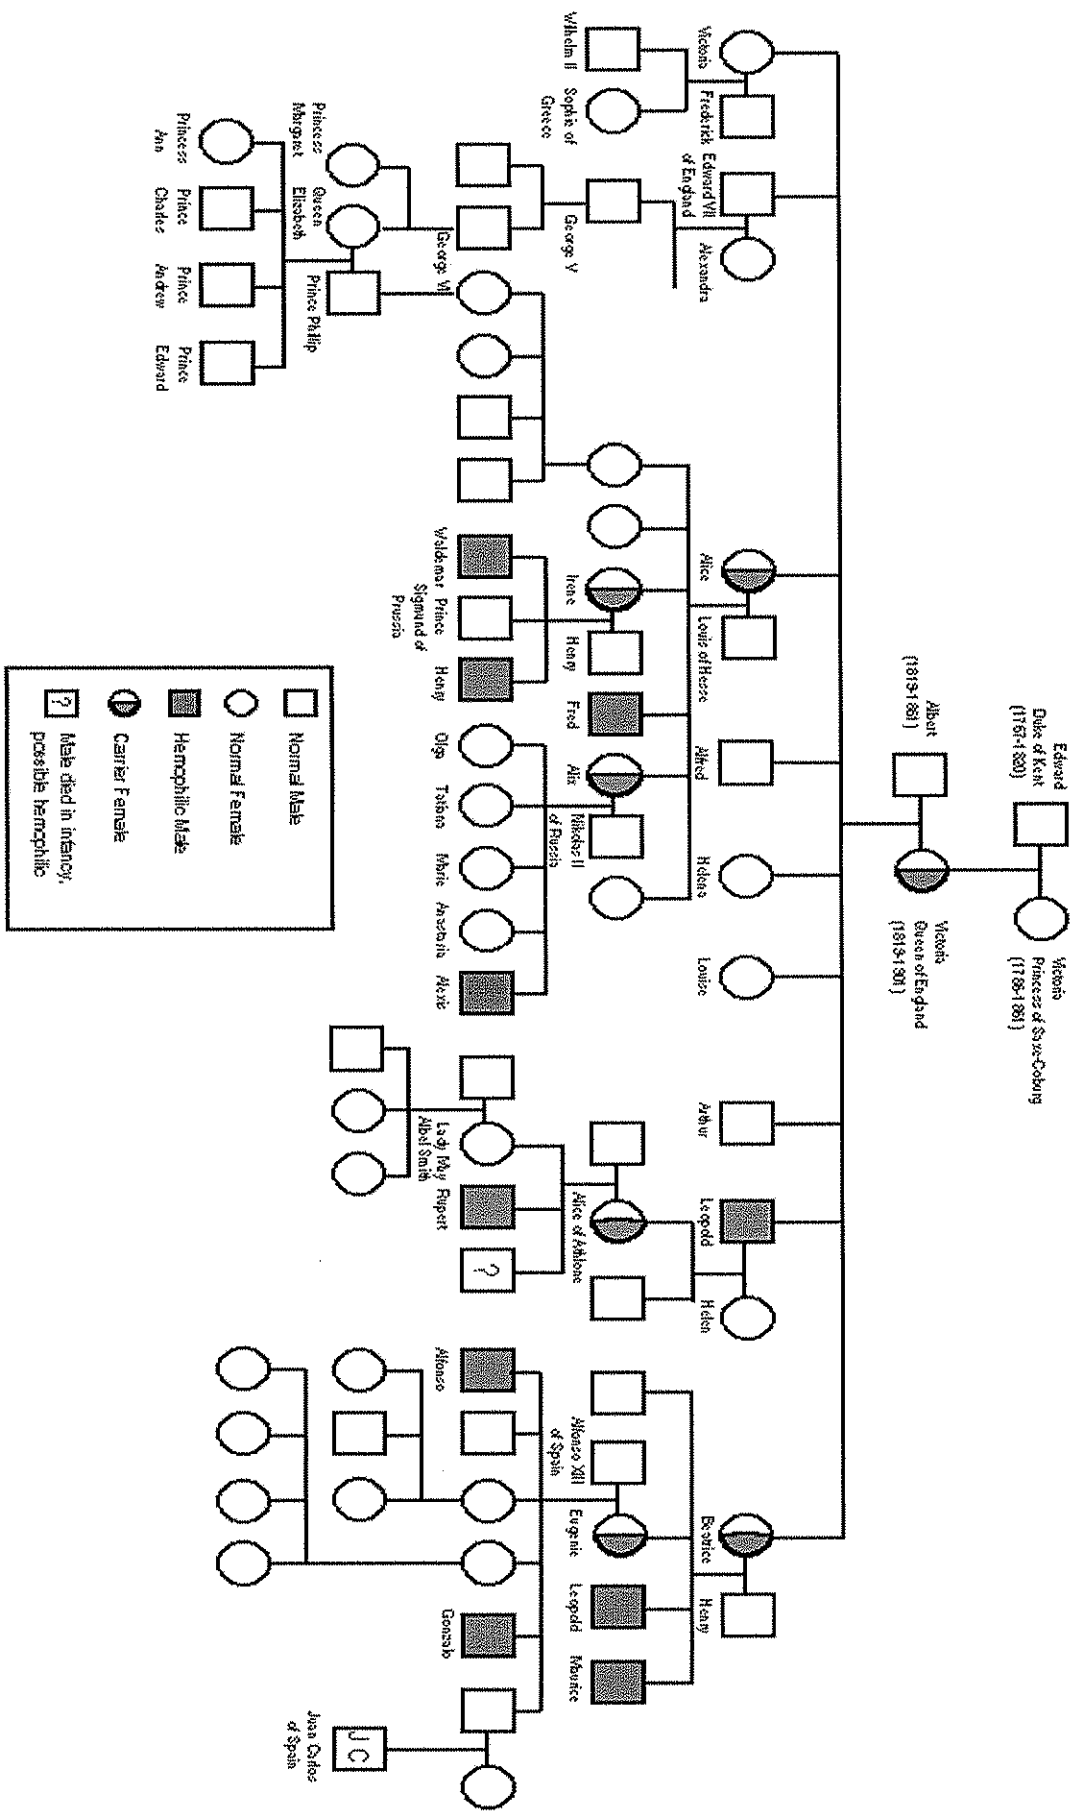 Edward
Duke of Kent
(1767-1820)
Victoria
Princess of Saxe-Coburg
(1786-1861)
Albert
(1819-1861)
Victoria
Queen of England
(1819-1901)
Victoria
Frederick
Edward VII
of England
Alexandra
Alice
Louis of Hesse
Alfred
Helena
Louise
Arthur
Leopold
Helen
Beatrice
Henry
Wilhelm II
Sophie of
Greece
George V
Irene
Henry
Fred
Alix
Nikolas II
of Russia
Alice of Athlone
Alfonso XIII
of Spain
Eugenie
Leopold
Maurice
George VI
Waldemar
Prince
Sigmund of
Prussia
Henry
Olga
Tatiana
Marie
Anastasia
Alexis
Lady May
Abel Smith
Rupert
?
Alfonso
Gonzalo
Princess
Margaret
Queen
Elizabeth
Prince Philip
J C
Juan Carlos
of Spain
Princess
Ann
Prince
Charles
Prince
Andrew
Prince
Edward
Normal Male
Normal Female
Hemophilic Male
Carrier Female
? Male died in infancy,
possible hemophilic